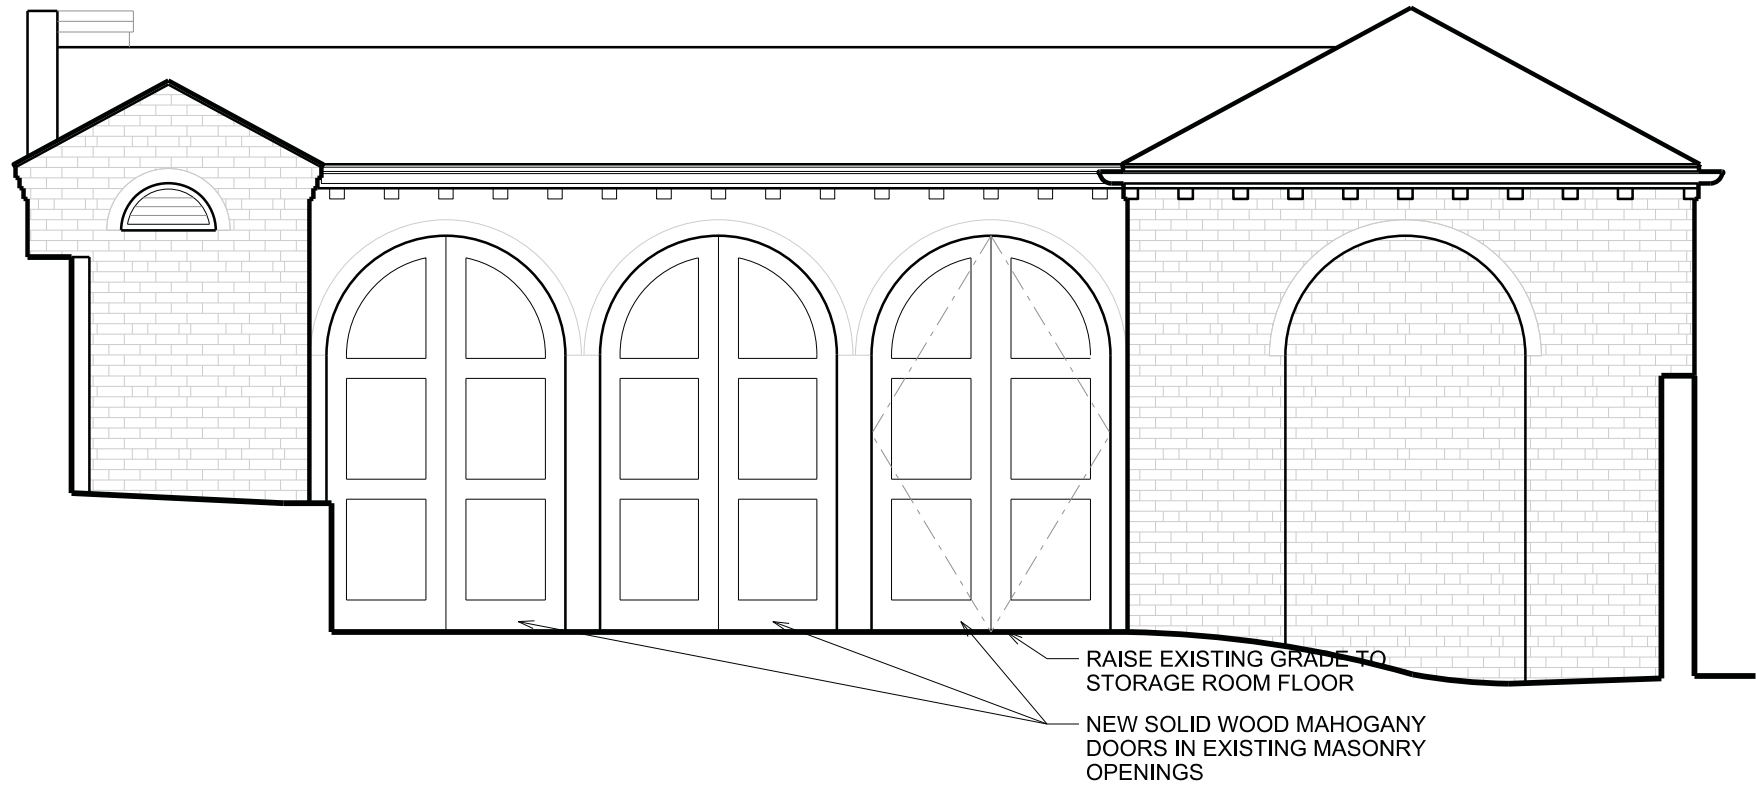 RAISE EXISTING GRADE TO
STORAGE ROOM FLOOR
NEW SOLID WOOD MAHOGANY
DOORS IN EXISTING MASONRY
OPENINGS